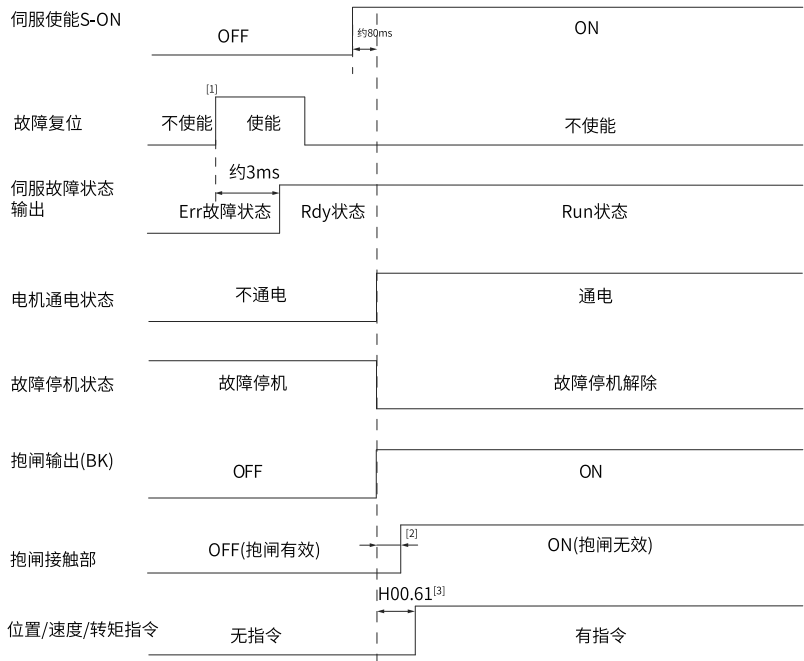 伺服使能S-ON
OFF
约80ms
ON
[1]
故障复位
不使能
使能
不使能
约3ms
伺服故障状态
输出
Err故障状态
Rdy状态
Run状态
电机通电状态
不通电
通电
故障停机状态
故障停机
故障停机解除
抱闸输出(BK)
OFF
ON
[2]
抱闸接触部
OFF(抱闸有效)
ON(抱闸无效)
H00.61[3]
位置/速度/转矩指令
无指令
有指令